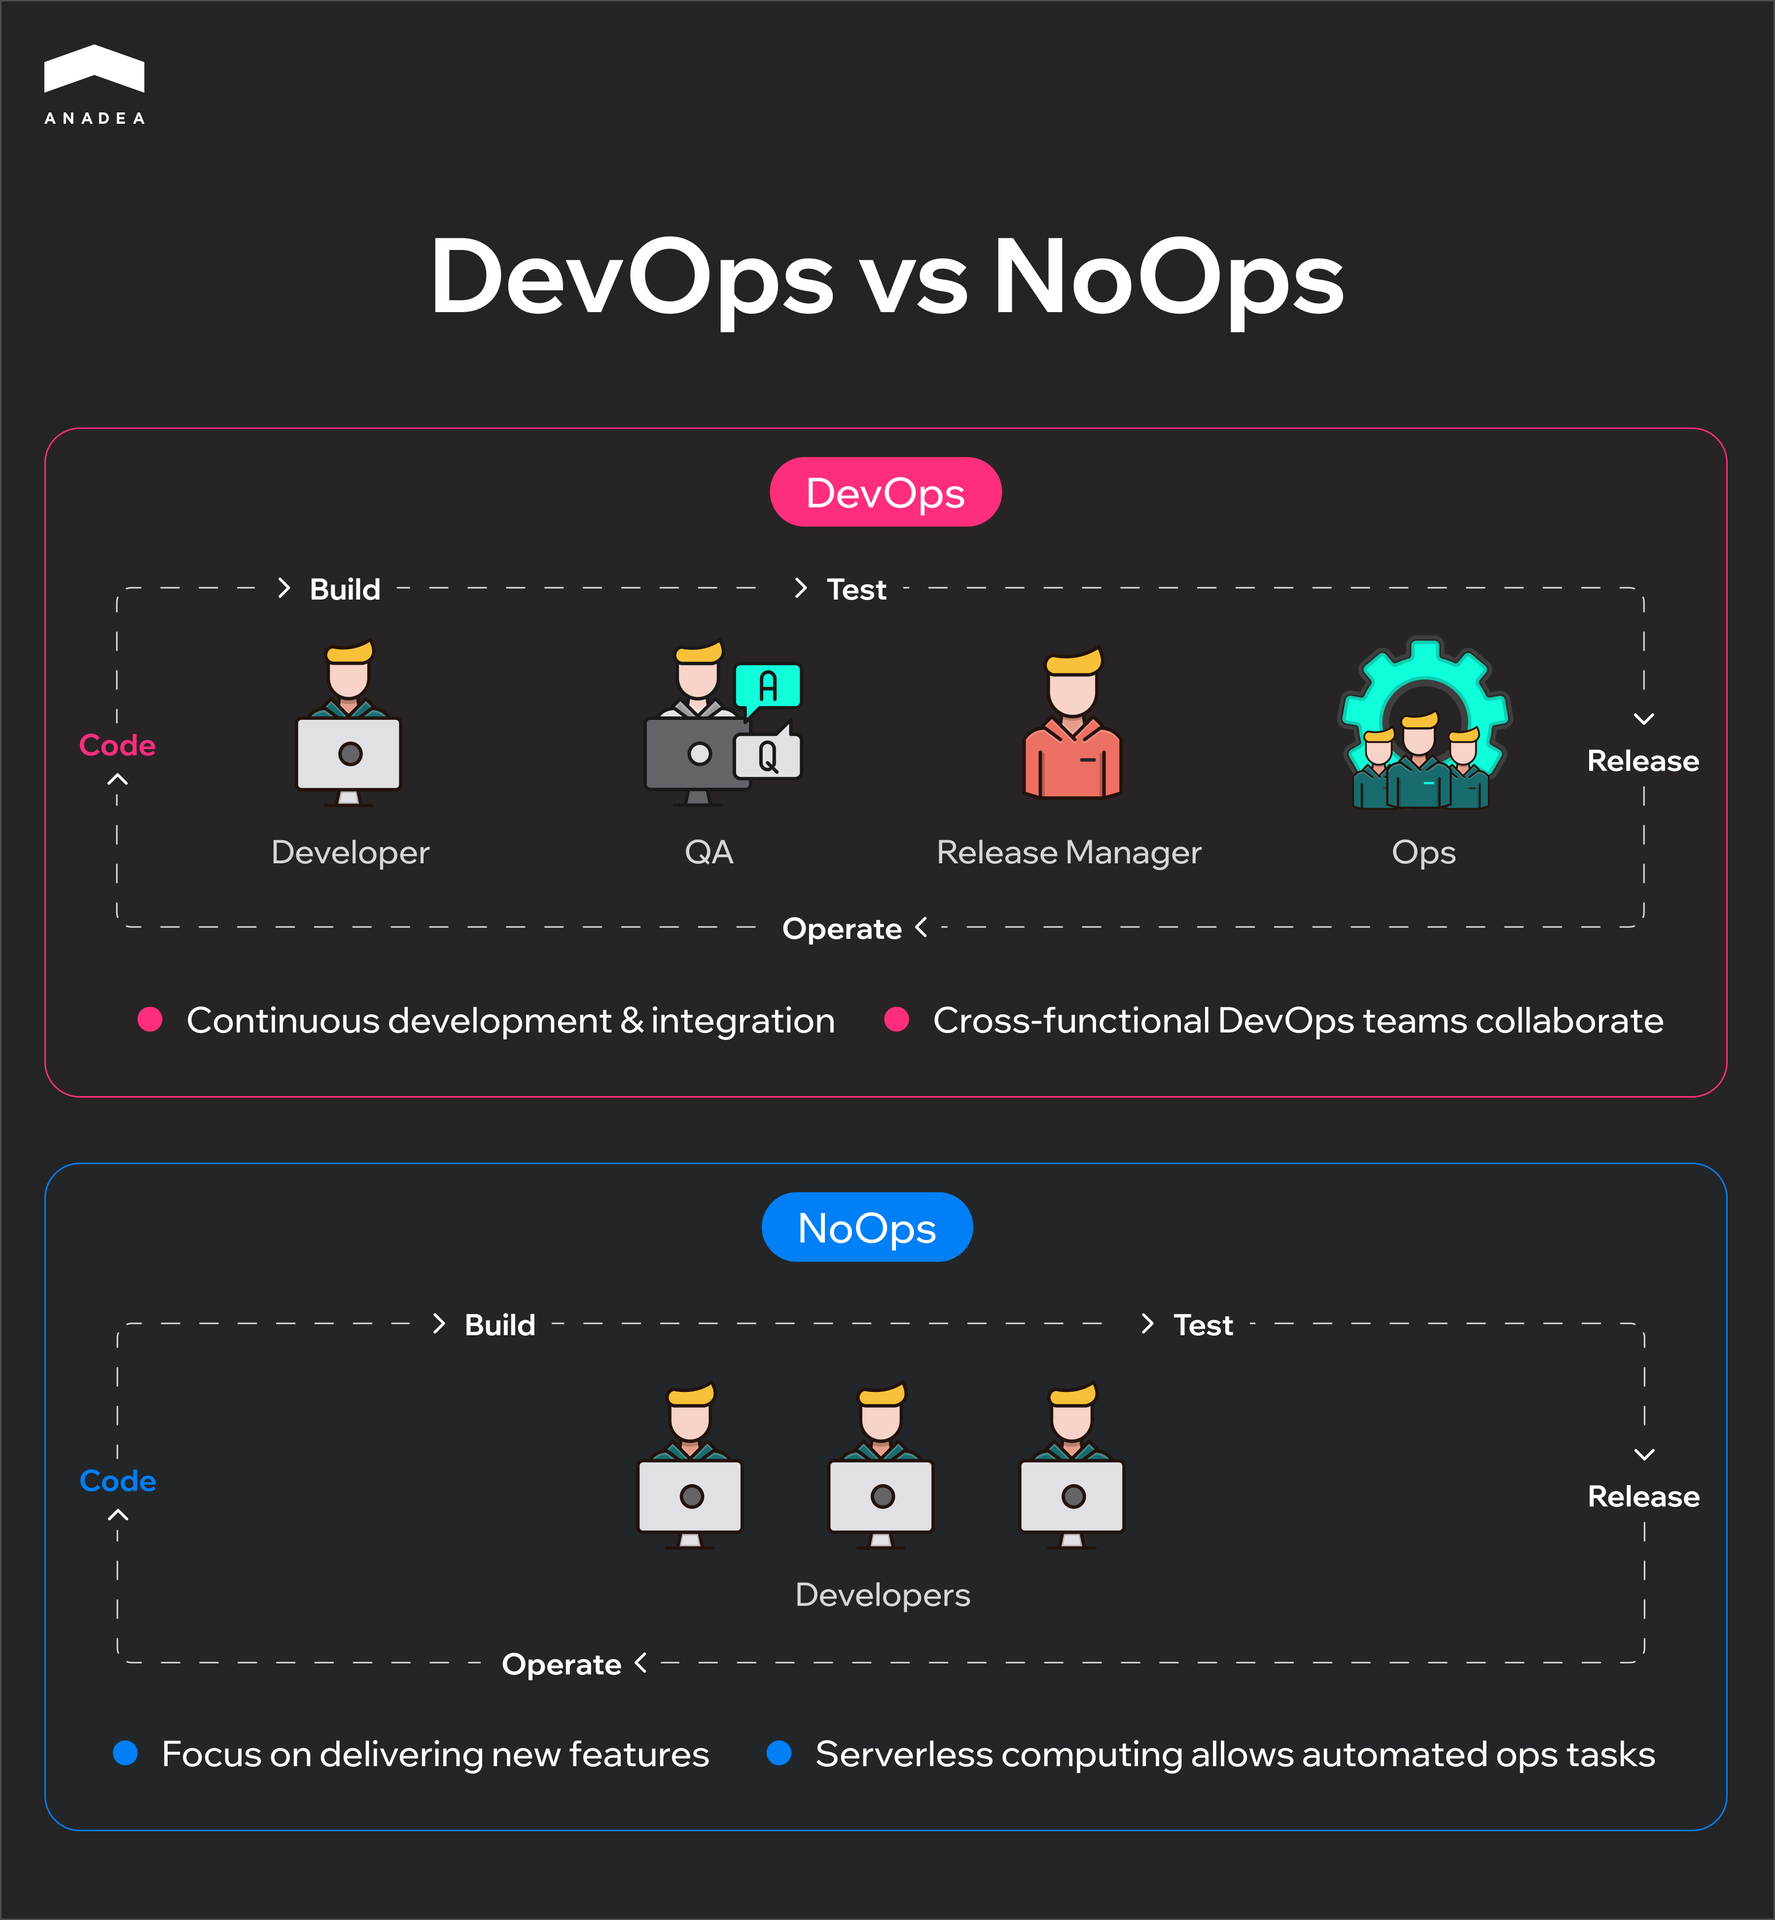 ANADEA
DevOps vs NoOps
DevOps
Build
Test
A
Q
Code
Release
Developer
QA
Release Manager
Ops
Operate
Continuous development & integration
Cross-functional DevOps teams collaborate
NoOps
Build
Test
Code
Release
Developers
Operate
Focus on delivering new features
Serverless computing allows automated ops tasks